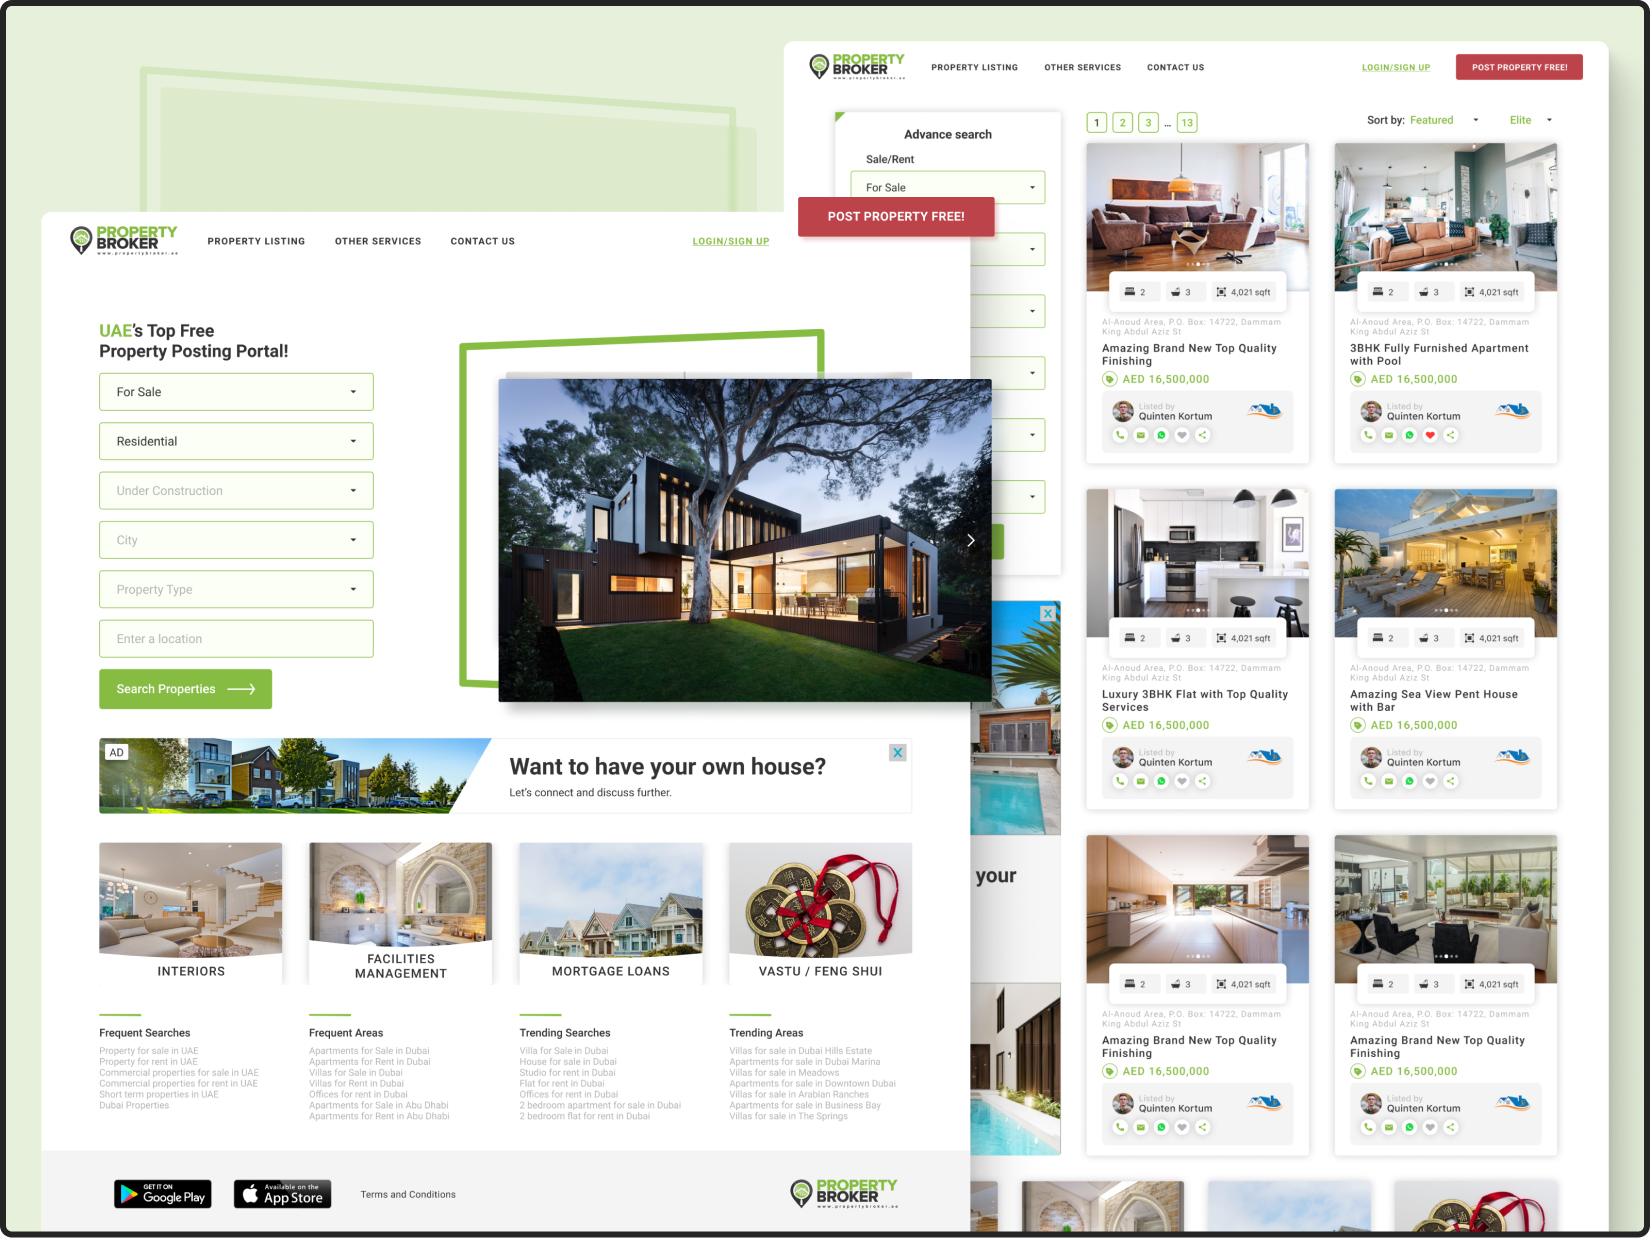 PROPERTY
BROKER
www.propertybroker.ae
PROPERTY LISTING
OTHER SERVICES
CONTACT US
LOGIN/SIGN UP
POST PROPERTY FREE!
UAE's Top Free
Property Posting Portal!
For Sale
Residential
Under Construction
City
Property Type
Enter a location
Search Properties
AD
Want to have your own house?
Let's connect and discuss further.
X
INTERIORS
FACILITIES
MANAGEMENT
MORTGAGE LOANS
VASTU / FENG SHUI
Frequent Searches
Property for sale in UAE
Property for rent in UAE
Commercial properties for sale in UAE
Commercial properties for rent in UAE
Short term properties in UAE
Dubai Properties
Frequent Areas
Apartments for Sale in Dubai
Apartments for Rent in Dubai
Villas for Sale in Dubai
Villas for Rent in Dubai
Offices for rent in Dubai
Apartments for Sale in Abu Dhabi
Apartments for Rent in Abu Dhabi
Trending Searches
Villa for Sale in Dubai
House for sale in Dubai
Studio for rent in Dubai
Flat for rent in Dubai
Offices for rent in Dubai
2 bedroom apartment for sale in Dubai
2 bedroom flat for rent in Dubai
Trending Areas
Villas for sale in Dubai Hills Estate
Apartments for sale in Dubai Marina
Villas for sale in Meadows
Apartments for sale in Downtown Dubai
Villas for sale in Arabian Ranches
Apartments for sale in Business Bay
Villas for sale in The Springs
GET IT ON
Google Play
Available on the
App Store
Terms and Conditions
PROPERTY
BROKER
www.propertybroker.ae
PROPERTY
BROKER
www.propertybroker.ae
PROPERTY LISTING
OTHER SERVICES
CONTACT US
LOGIN/SIGN UP
POST PROPERTY FREE!
Advance search
Sale/Rent
For Sale
X
your
1 2 3 ... 13
Sort by: Featured
Elite
2 3 4,021 sqft
Al-Anoud Area, P.O. Box: 14722, Dammam
King Abdul Aziz St
Amazing Brand New Top Quality
Finishing
AED 16,500,000
Listed by
Quinten Kortum
2 3 4,021 sqft
Al-Anoud Area, P.O. Box: 14722, Dammam
King Abdul Aziz St
3BHK Fully Furnished Apartment
with Pool
AED 16,500,000
Listed by
Quinten Kortum
2 3 4,021 sqft
Al-Anoud Area, P.O. Box: 14722, Dammam
King Abdul Aziz St
Luxury 3BHK Flat with Top Quality
Services
AED 16,500,000
Listed by
Quinten Kortum
2 3 4,021 sqft
Al-Anoud Area, P.O. Box: 14722, Dammam
King Abdul Aziz St
Amazing Sea View Pent House
with Bar
AED 16,500,000
Listed by
Quinten Kortum
2 3 4,021 sqft
Al-Anoud Area, P.O. Box: 14722, Dammam
King Abdul Aziz St
Amazing Brand New Top Quality
Finishing
AED 16,500,000
Listed by
Quinten Kortum
2 3 4,021 sqft
Al-Anoud Area, P.O. Box: 14722, Dammam
King Abdul Aziz St
Amazing Brand New Top Quality
Finishing
AED 16,500,000
Listed by
Quinten Kortum